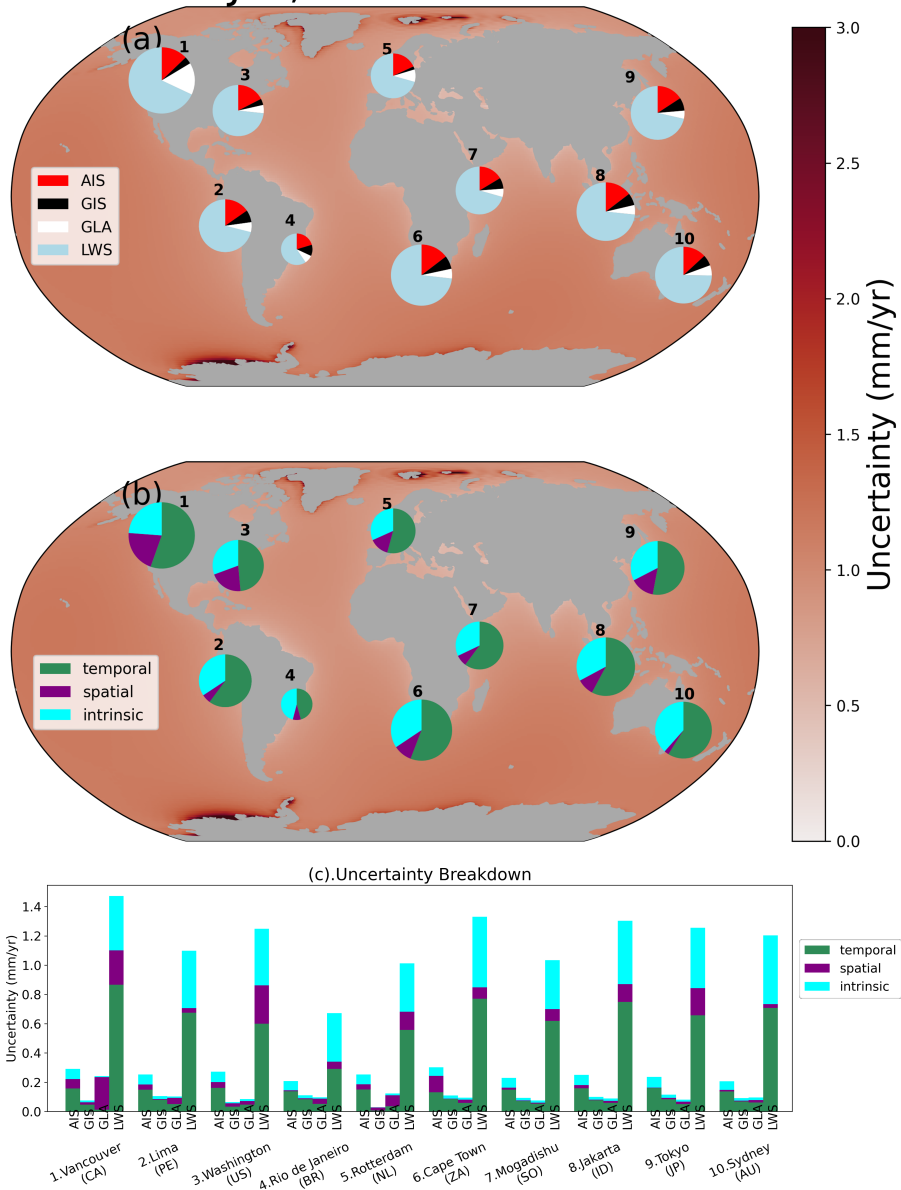 (a)
1
2
3
4
5
6
7
8
9
10
AIS
GIS
GLA
LWS
(b)
1
2
3
4
5
6
7
8
9
10
temporal
spatial
intrinsic
3.0
2.5
2.0
1.5
1.0
0.5
0.0
Uncertainty (mm/yr)
(c).Uncertainty Breakdown
Uncertainty (mm/yr)
1.4
1.2
1.0
0.8
0.6
0.4
0.2
0.0
temporal
spatial
intrinsic
AIS GIS GLA LWS AIS GIS GLA LWS AIS GIS GLA LWS AIS GIS GLA LWS AIS GIS GLA LWS AIS GIS GLA LWS AIS GIS GLA LWS AIS GIS GLA LWS AIS GIS GLA LWS AIS GIS GLA LWS
1.Vancouver
(CA)
2.Lima
(PE)
3.Washington
(US)
4.Rio de Janeiro
(BR)
5.Rotterdam
(NL)
6.Cape Town
(ZA)
7.Mogadishu
(SO)
8.Jakarta
(ID)
9.Tokyo
(JP)
10.Sydney
(AU)